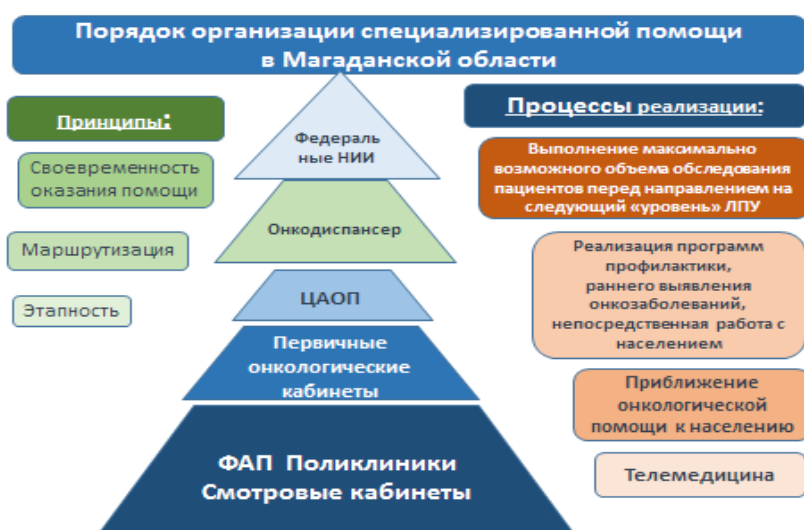 Порядок организации специализированной помощи
в Магаданской области
Принципы:
Своевременность
оказания помощи
Маршрутизация
Этапность
Федераль
ные НИИ
Онкодиспансер
ЦАОП
Первичные
онкологические
кабинеты
ФАП Поликлиники
Смотровые кабинеты
Процессы реализации:
Выполнение максимально
возможного объема обследования
пациентов перед направлением на
следующий «уровень» ЛПУ
Реализация программ
профилактики,
раннего выявления
онкозаболеваний,
непосредственная работа с
населением
Приближение
онкологической
помощи к населению
Телемедицина